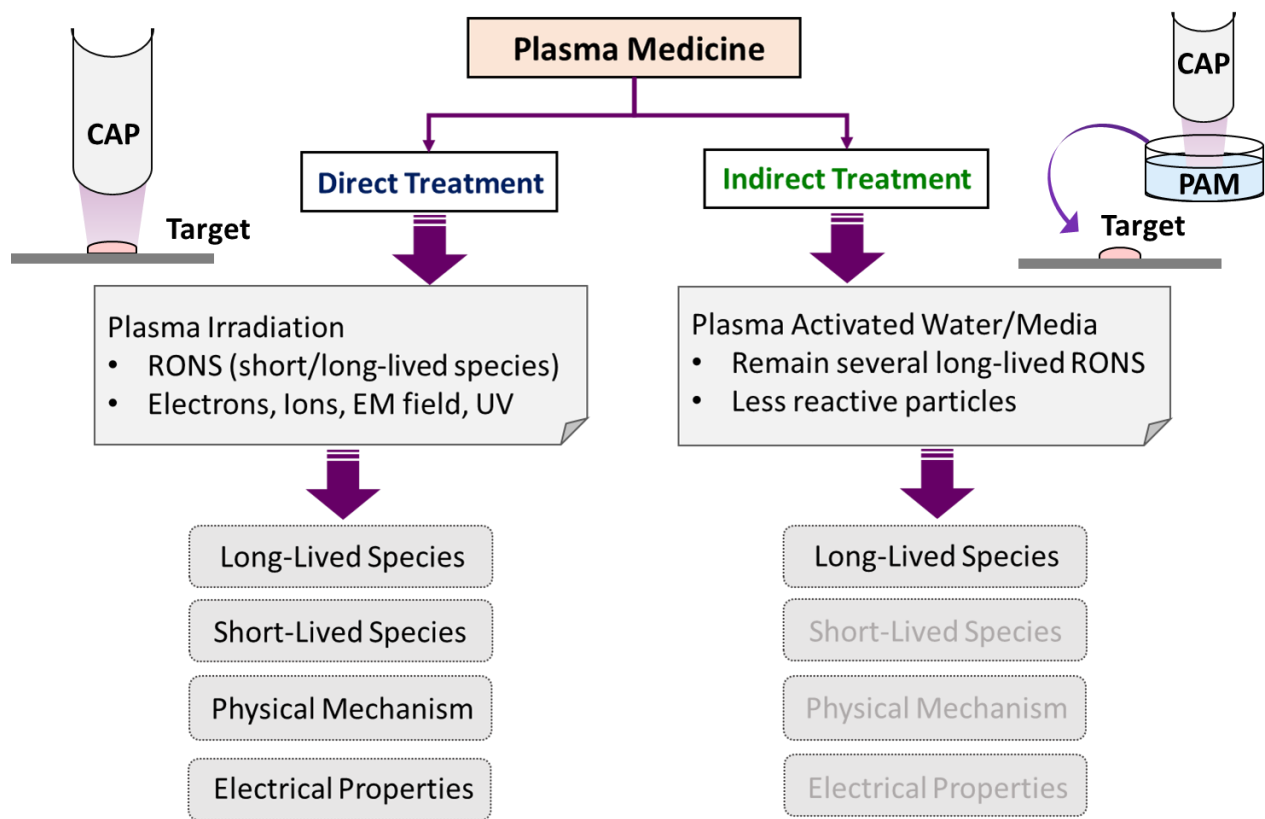 Plasma Medicine
CAP
Target
Direct Treatment
Indirect Treatment
CAP
PAM
Target
Plasma Irradiation
• RONS (short/long-lived species)
• Electrons, Ions, EM field, UV
Plasma Activated Water/Media
• Remain several long-lived RONS
• Less reactive particles
Long-Lived Species
Short-Lived Species
Physical Mechanism
Electrical Properties
Long-Lived Species
Short-Lived Species
Physical Mechanism
Electrical Properties